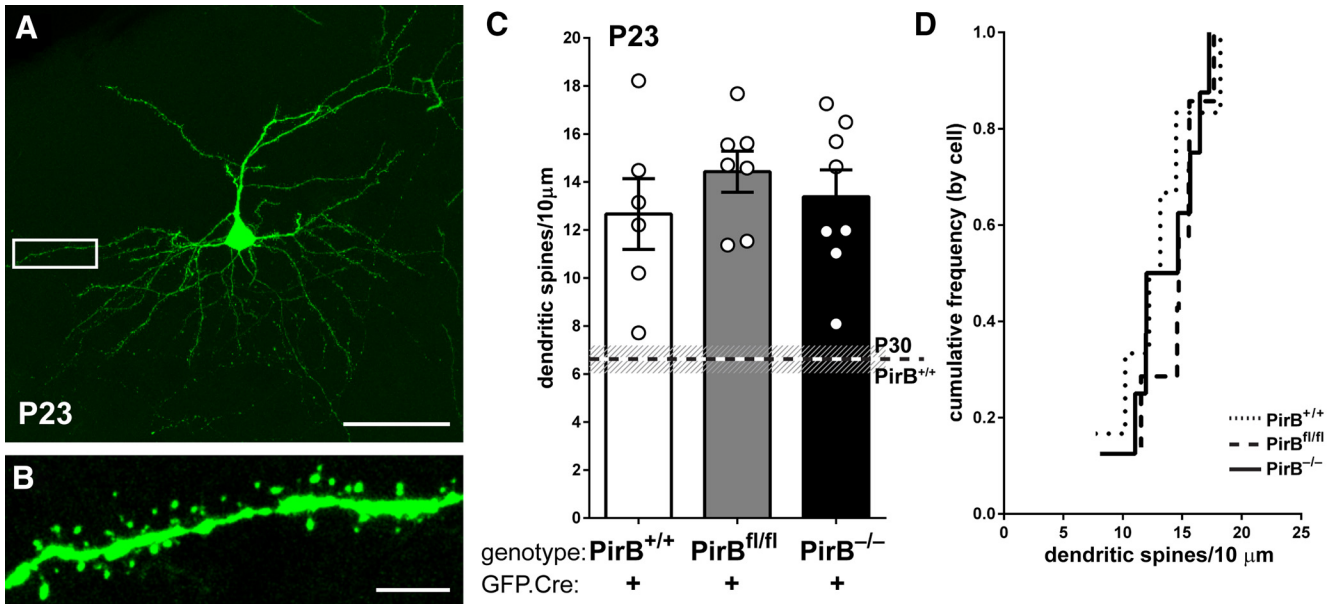 A
P23
B
C
P23
dendritic spines/10µm
20
18
16
14
12
10
8
6
4
2
0
P30
PirB+/+
genotype: PirB+/+ PirBfl/fl PirB–/–
GFP.Cre: + + +
D
cumulative frequency (by cell)
1.0
0.8
0.6
0.4
0.2
0 5 10 15 20 25
dendritic spines/10 µm
PirB+/+
PirBfl/fl
PirB–/–